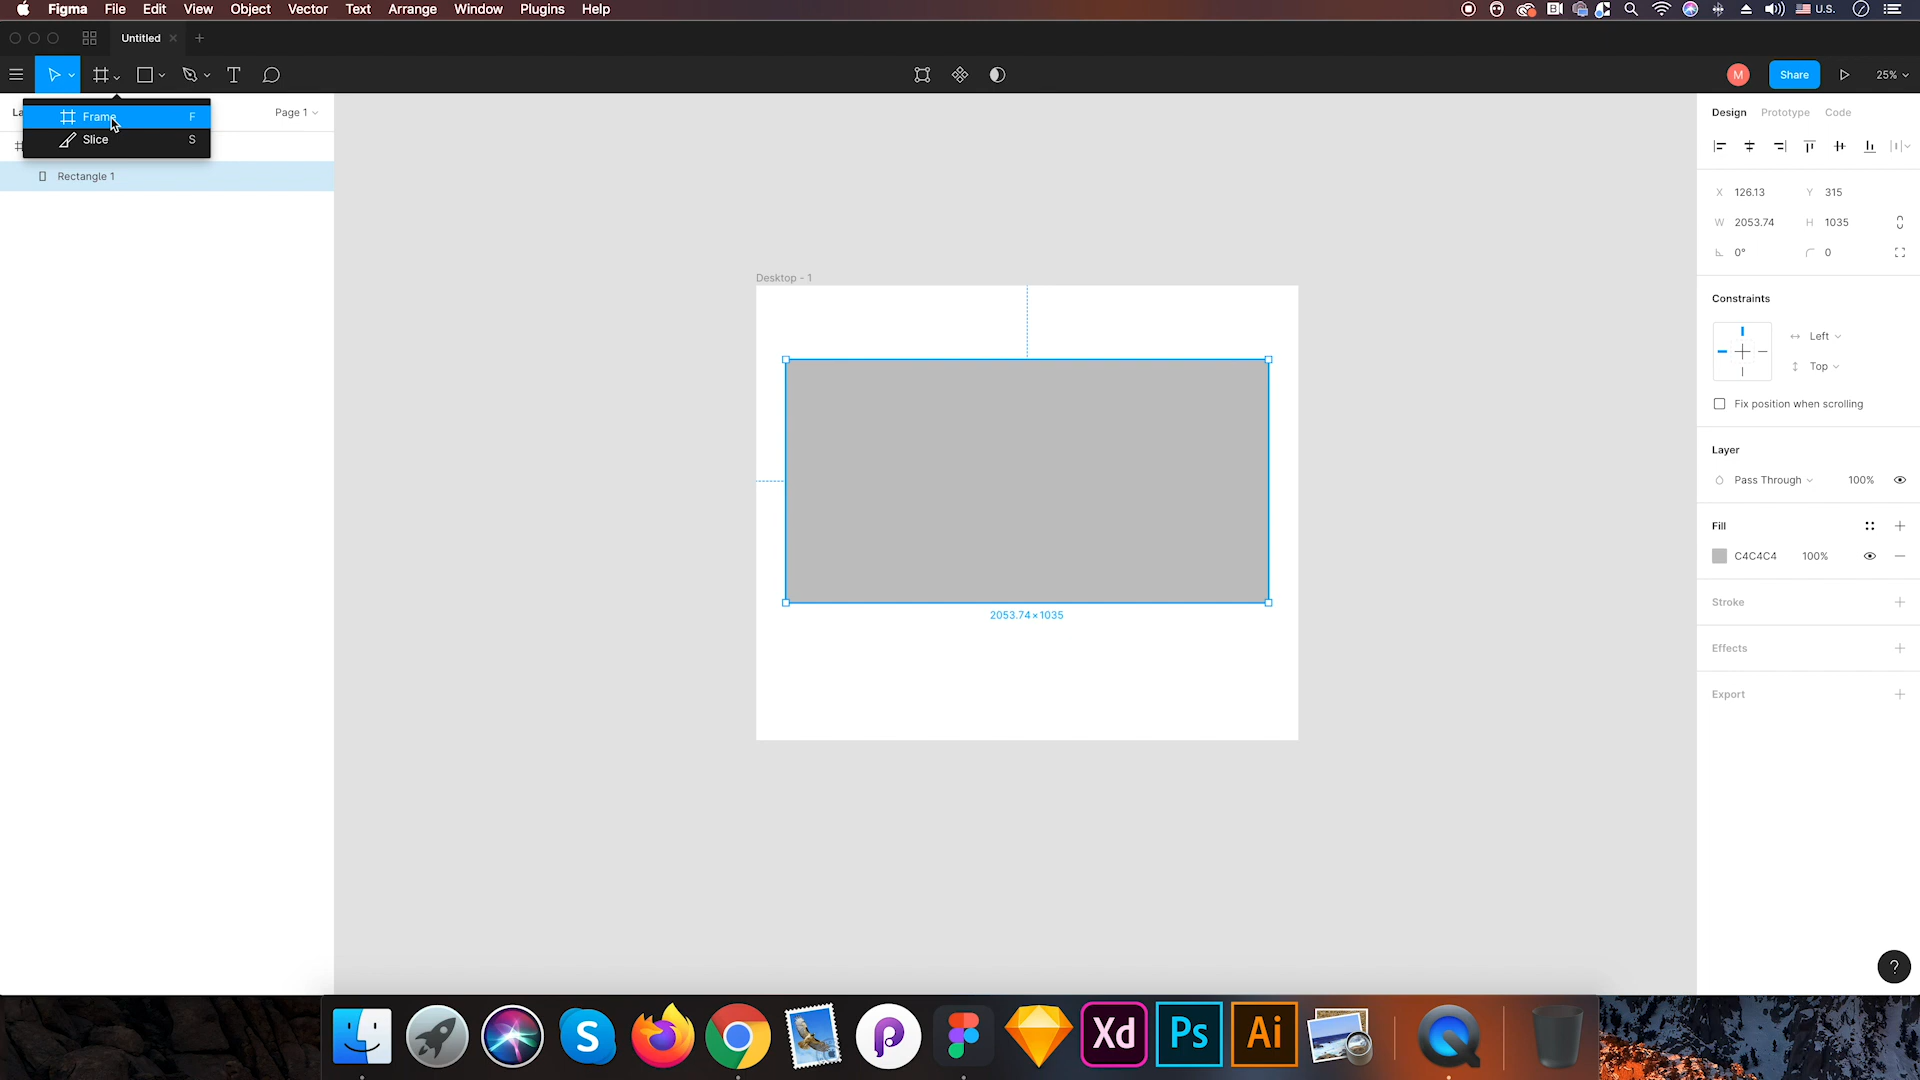 Figma File Edit View Object Vector Text Arrange Window Plugins Help U.S.
Untitled
M Share 25%
Page 1
Frame F
Slice S
Rectangle 1
Desktop - 1
2053.74 × 1035
Design Prototype Code
X 126.13 Y 315
W 2053.74 H 1035
0° 0
Constraints
Left
Top
Fix position when scrolling
Layer
Pass Through 100%
Fill
C4C4C4 100%
Stroke
Effects
Export
?
S Xd Ps Ai